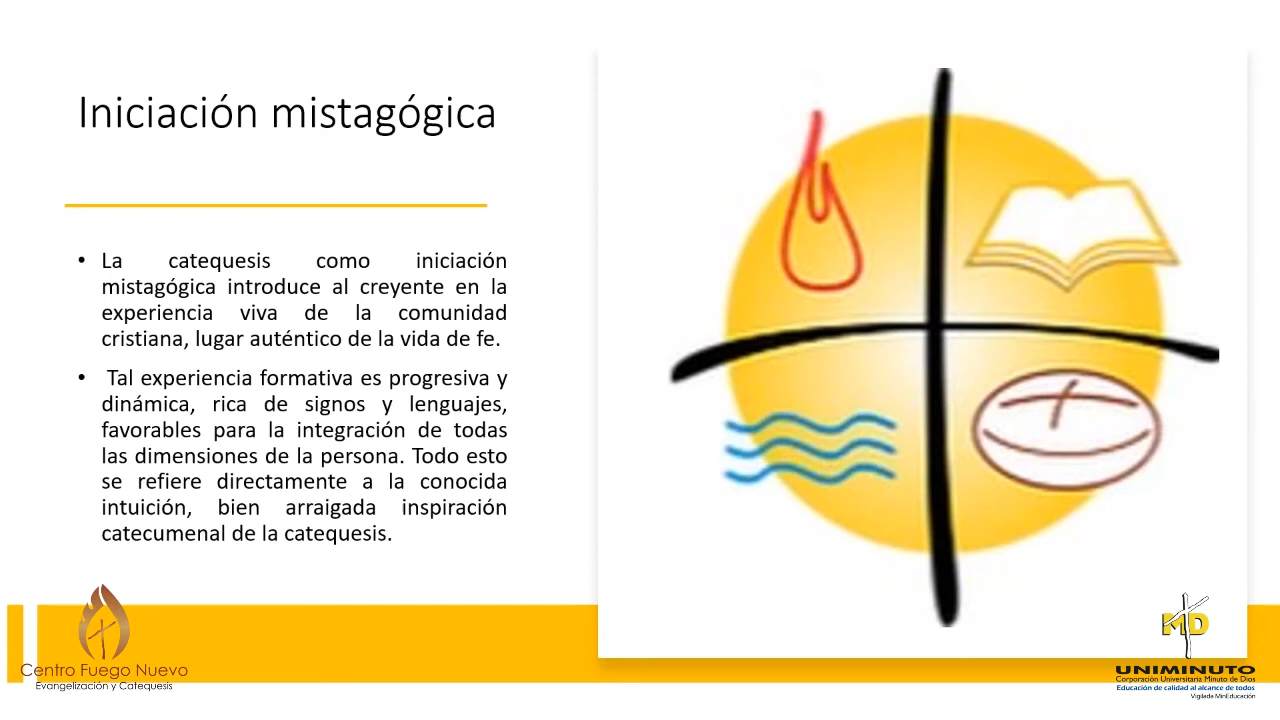 Iniciación mistagógica
• La catequesis como iniciación
mistagógica introduce al creyente en la
experiencia viva de la comunidad
cristiana, lugar auténtico de la vida de fe.
• Tal experiencia formativa es progresiva y
dinámica, rica de signos y lenguajes,
favorables para la integración de todas
las dimensiones de la persona. Todo esto
se refiere directamente a la conocida
intuición, bien arraigada inspiración
catecumenal de la catequesis.
Centro Fuego Nuevo
Evangelización y Catequesis
MD
UNIMINUTO
Corporación Universitaria Minuto de Dios
Educación de calidad al alcance de todos
Vigilada MinEducación